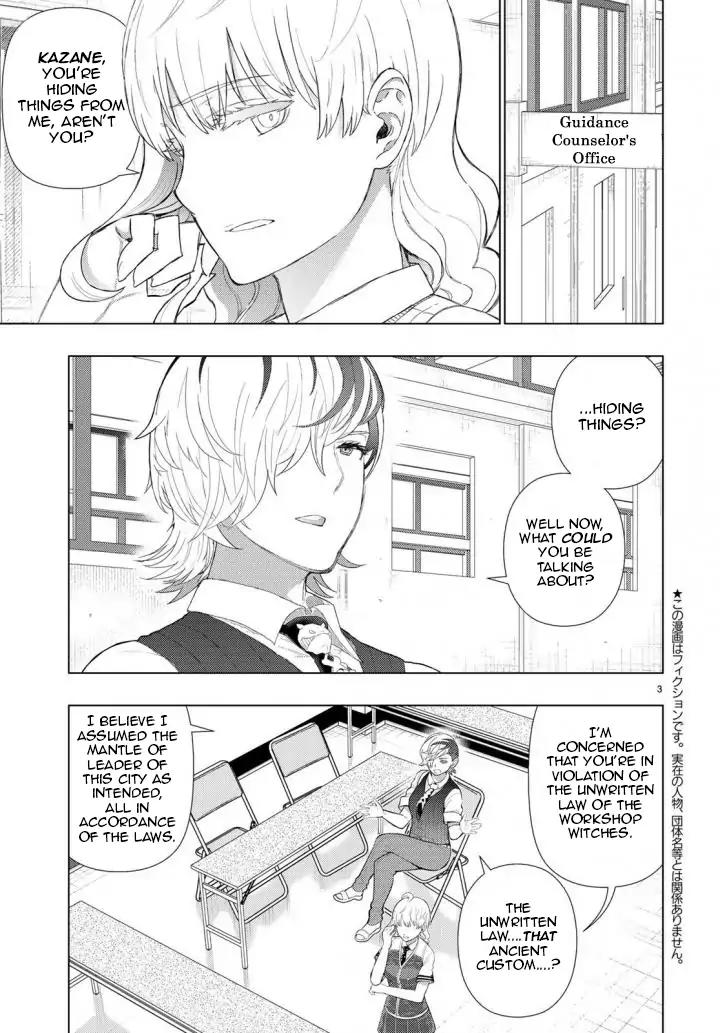 Guidance
Counselor's
Office
KAZANE,
YOU'RE
HIDING
THINGS FROM
ME, AREN'T
YOU?
...HIDING
THINGS?
WELL NOW,
WHAT COULD
YOU BE
TALKING
ABOUT?
3
I'M
CONCERNED
THAT YOU'RE IN
VIOLATION OF
THE UNWRITTEN
LAW OF THE
WORKSHOP
WITCHES.
THE
UNWRITTEN
LAW....THAT
ANCIENT
CUSTOM....?
I BELIEVE I
ASSUMED THE
MANTLE OF
LEADER OF
THIS CITY AS
INTENDED,
ALL IN
ACCORDANCE
OF THE LAWS.
★この漫画はフィクションです。実在の人物、団体名等とは関係ありません。